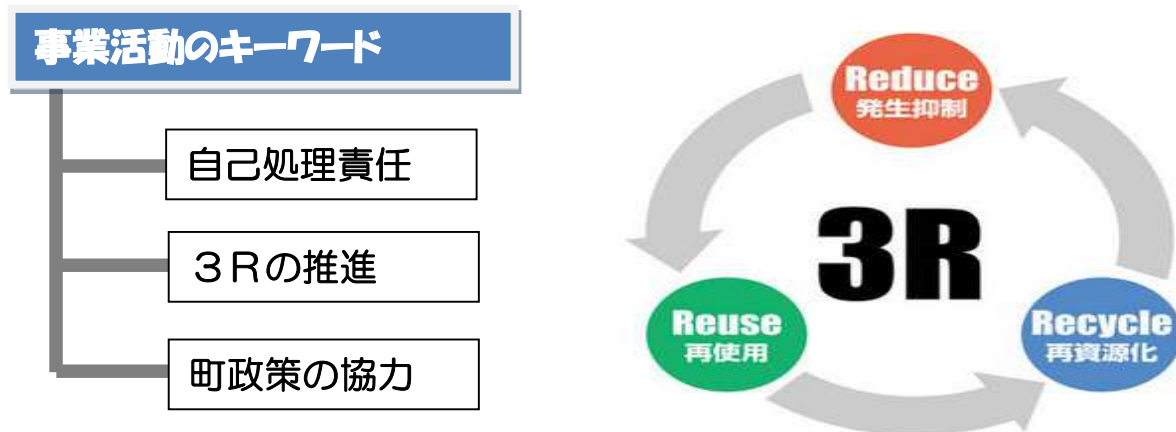 事業活動のキーワード
自己処理責任
３Ｒの推進
町政策の協力
Reduce
発生抑制
3R
Reuse
再使用
Recycle
再資源化